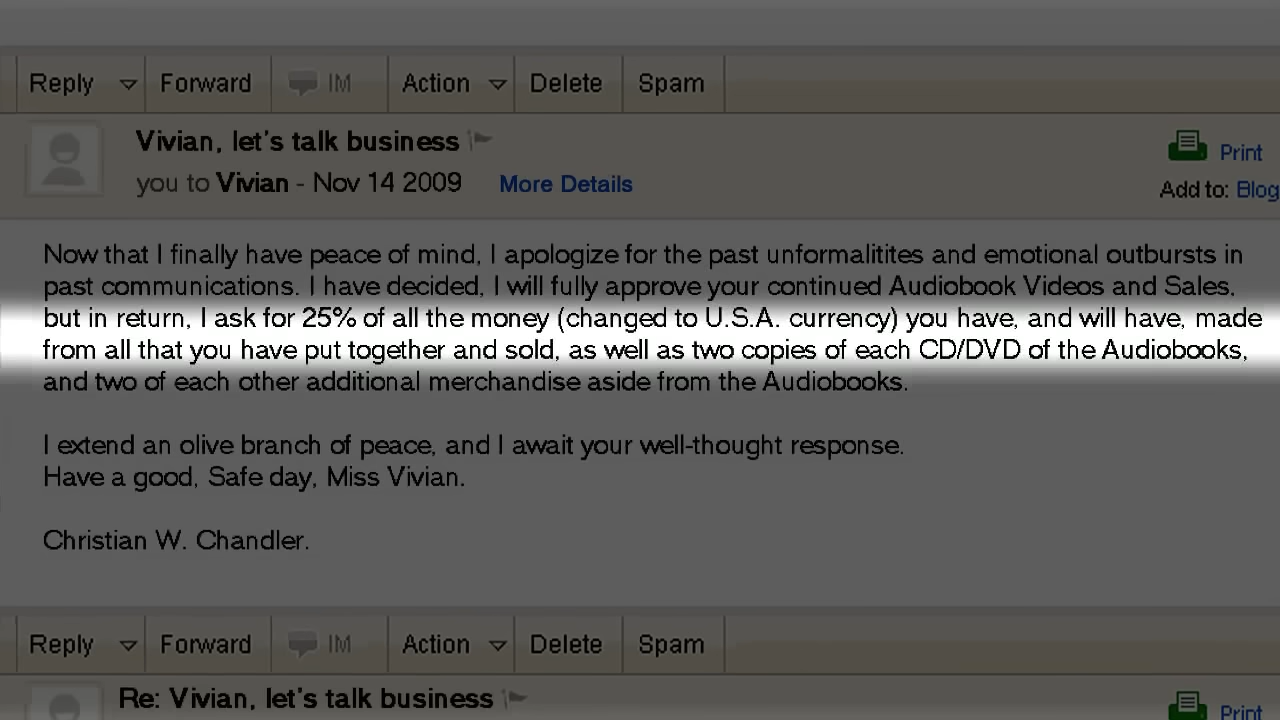 Reply Forward IM Action Delete Spam
Vivian, let's talk business
Print
you to Vivian - Nov 14 2009 More Details
Add to: Blog
Now that I finally have peace of mind, I apologize for the past unformalitites and emotional outbursts in
past communications. I have decided, I will fully approve your continued Audiobook Videos and Sales,
but in return, I ask for 25% of all the money (changed to U.S.A. currency) you have, and will have, made
from all that you have put together and sold, as well as two copies of each CD/DVD of the Audiobooks,
and two of each other additional merchandise aside from the Audiobooks.
I extend an olive branch of peace, and I await your well-thought response.
Have a good, Safe day, Miss Vivian.
Christian W. Chandler.
Reply Forward IM Action Delete Spam
Re: Vivian, let's talk business
Print